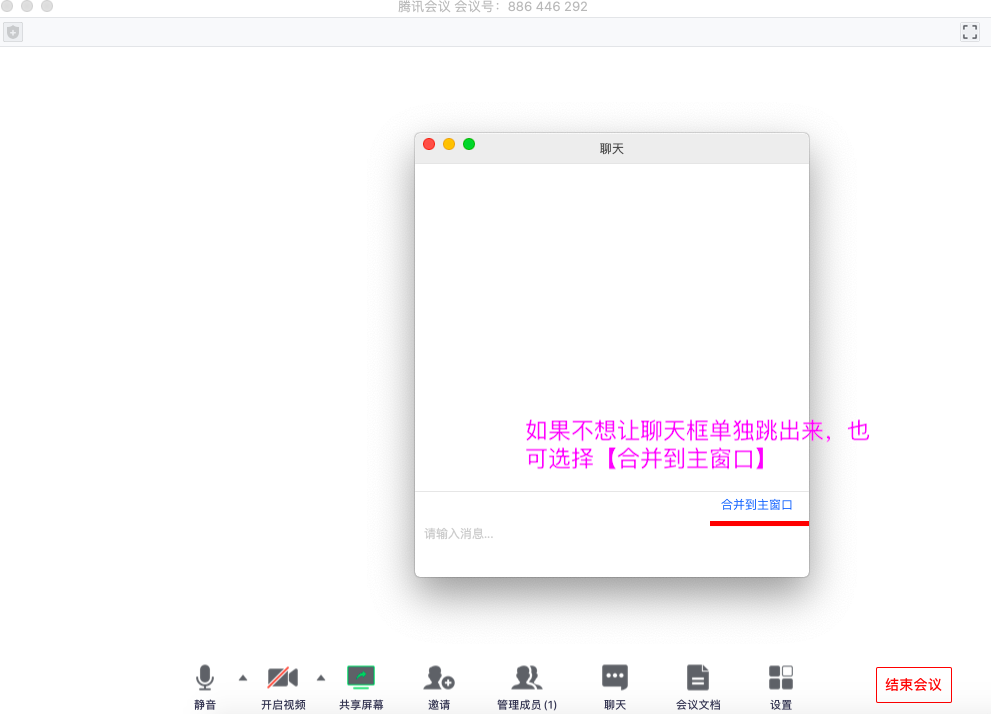 腾讯会议 会议号：886 446 292
聊天
如果不想让聊天框单独跳出来，也
可选择【合并到主窗口】
合并到主窗口
请输入消息...
静音
开启视频
共享屏幕
邀请
管理成员(1)
聊天
会议文档
设置
结束会议